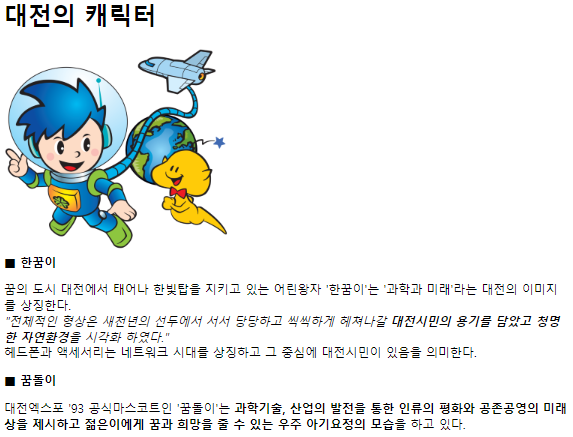 대전의 캐릭터
■ 한꿈이
꿈의 도시 대전에서 태어나 한빛탑을 지키고 있는 어린왕자 '한꿈이'는 '과학과 미래'라는 대전의 이미지
를 상징한다.
"전체적인 형상은 새천년의 선두에서 서서 당당하고 씩씩하게 헤쳐나갈 대전시민의 용기를 담았고 청명
한 자연환경을 시각화 하였다."
헤드폰과 액세서리는 네트워크 시대를 상징하고 그 중심에 대전시민이 있음을 의미한다.
■ 꿈돌이
대전엑스포 '93 공식마스코트인 '꿈돌이'는 과학기술, 산업의 발전을 통한 인류의 평화와 공존공영의 미래
상을 제시하고 젊은이에게 꿈과 희망을 줄 수 있는 우주 아기요정의 모습을 하고 있다.